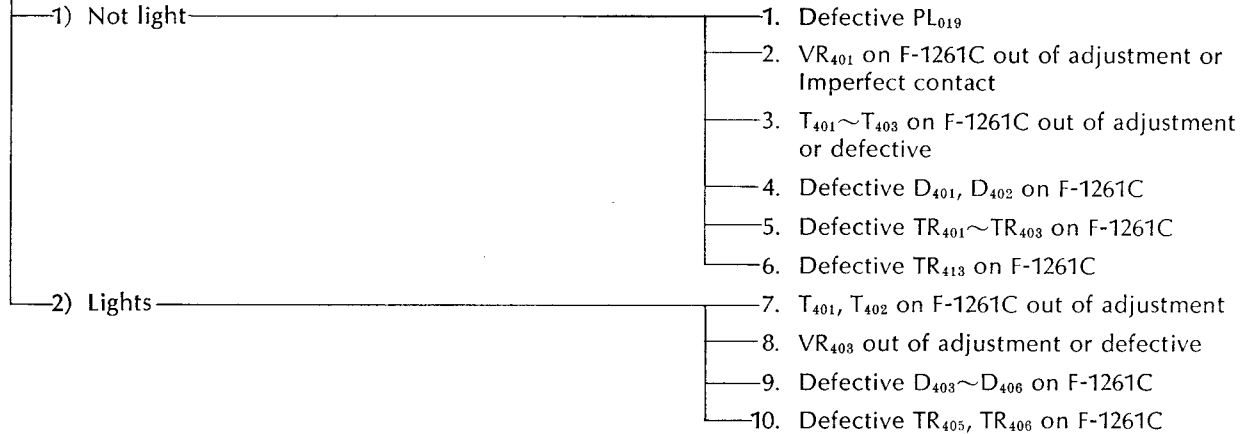 1) Not light
1. Defective PL₀₁₉
2. VR₄₀₁ on F-1261C out of adjustment or
Imperfect contact
3. T₄₀₁~T₄₀₃ on F-1261C out of adjustment
or defective
4. Defective D₄₀₁, D₄₀₂ on F-1261C
5. Defective TR₄₀₁~TR₄₀₃ on F-1261C
6. Defective TR₄₁₃ on F-1261C
2) Lights
7. T₄₀₁, T₄₀₂ on F-1261C out of adjustment
8. VR₄₀₃ out of adjustment or defective
9. Defective D₄₀₃~D₄₀₆ on F-1261C
10. Defective TR₄₀₅, TR₄₀₆ on F-1261C